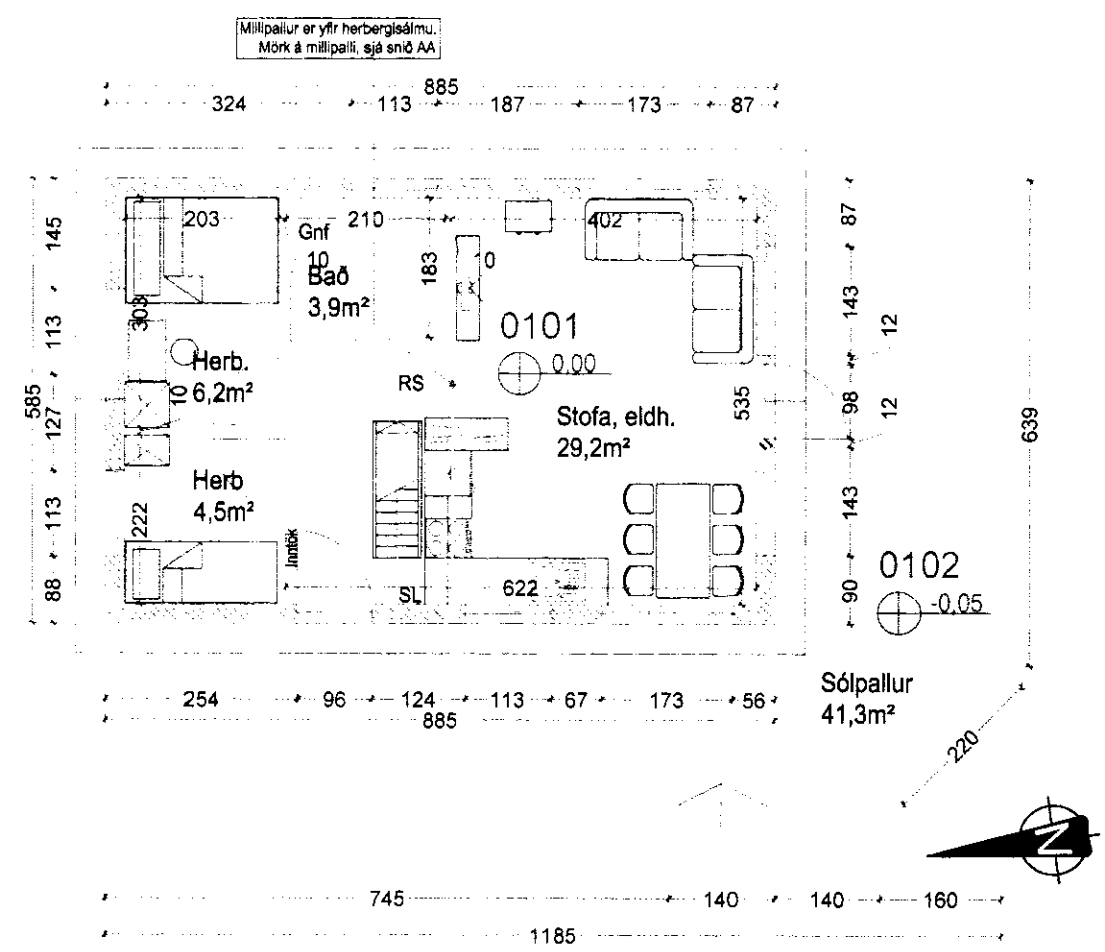 Millipallur er yfir herbergisálmu.
Mörk á millipalli, sjá snið AA
885
324 113 187 173 87
203 210 402
Gnf
10
Bað
3,9m²
183
0
145
113
127
113
88
585
303
10
Herb.
6,2m²
RS
0101
0,00
Stofa, eldh.
29,2m²
535
87
143
12
98
12
143
90
639
Herb
4,5m²
222
Inntök
SL
622
0102
-0,05
Sólpallur
41,3m²
254 96 124 113 67 173 56
885
220
N
745 140 140 160
1185